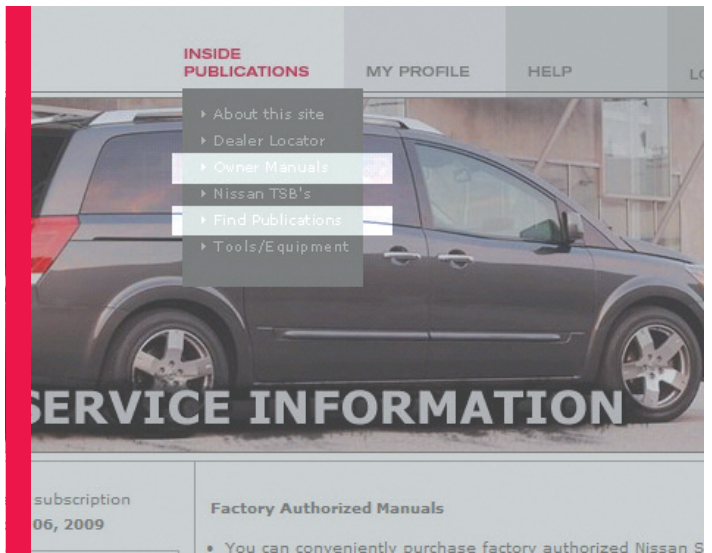 INSIDE
PUBLICATIONS
MY PROFILE
HELP
About this site
Dealer Locator
Owner Manuals
Nissan TSB's
Find Publications
Tools/Equipment
SERVICE INFORMATION
subscription
06, 2009
Factory Authorized Manuals
• You can conveniently purchase factory authorized Nissan S